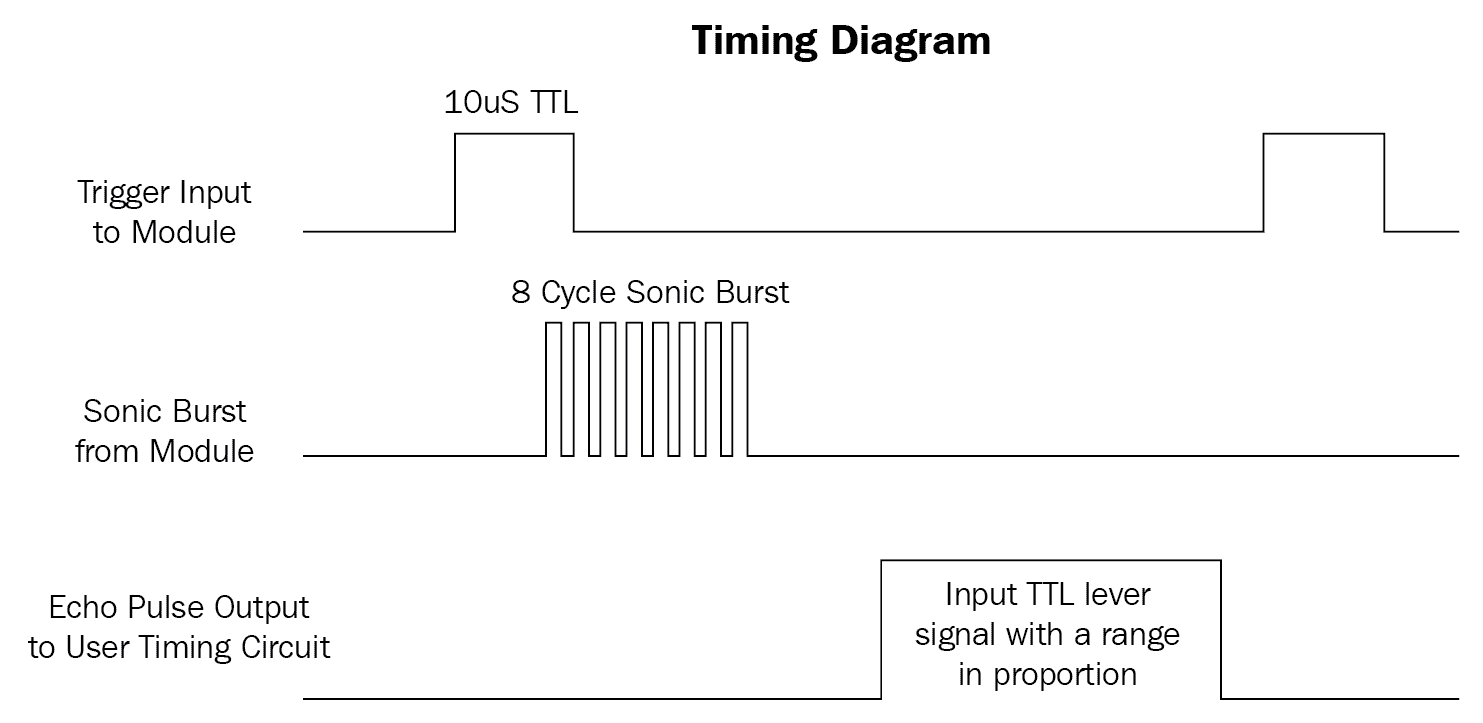 Timing Diagram
10uS TTL
Trigger Input
to Module
8 Cycle Sonic Burst
Sonic Burst
from Module
Echo Pulse Output
to User Timing Circuit
Input TTL lever
signal with a range
in proportion